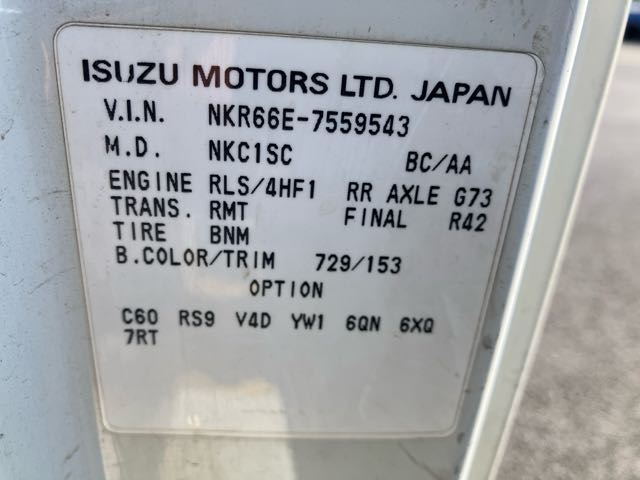 ISUZU MOTORS LTD. JAPAN
V.I.N. NKR66E-7559543
M.D. NKC1SC BC/AA
ENGINE RLS/4HF1 RR AXLE G73
TRANS. RMT FINAL R42
TIRE BNM
B.COLOR/TRIM 729/153
OPTION
C60 RS9 V4D YW1 6QN 6XQ
7RT